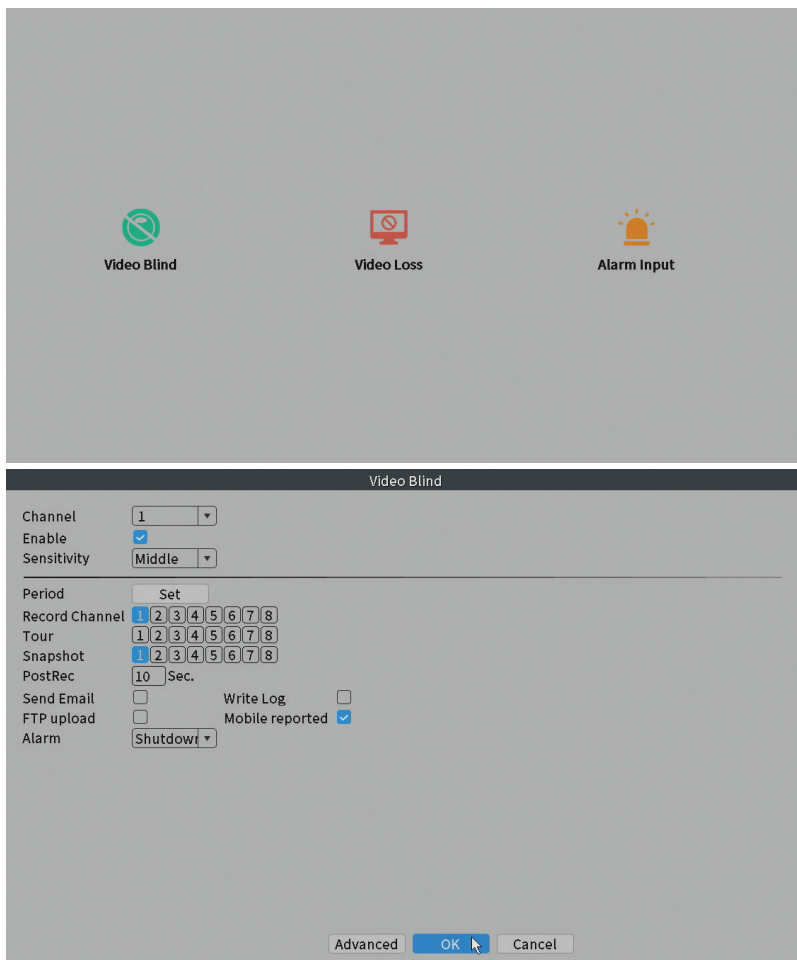 Video Blind Video Loss Alarm Input
Video Blind
Channel 1
Enable
Sensitivity Middle
Period Set
Record Channel 1 2 3 4 5 6 7 8
Tour 1 2 3 4 5 6 7 8
Snapshot 1 2 3 4 5 6 7 8
PostRec 10 Sec.
Send Email Write Log
FTP upload Mobile reported
Alarm Shutdow
Advanced OK Cancel